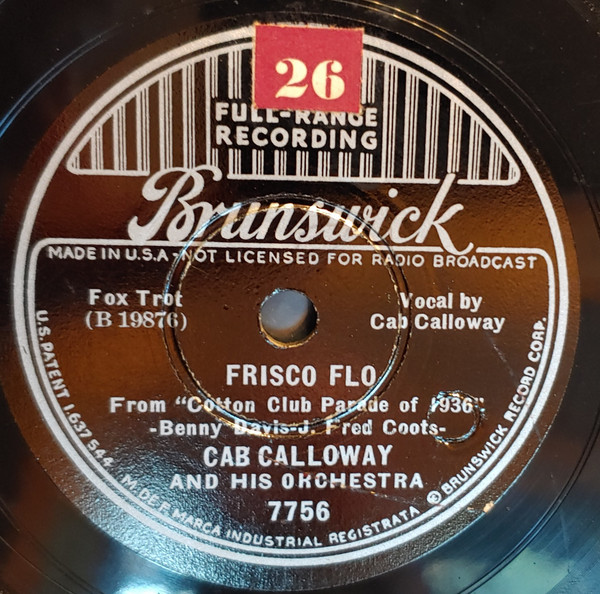 26
FULL-RANGE
RECORDING
Brunswick
MADE IN U.S.A-NOT LICENSED FOR RADIO BROADCAST
Fox Trot
(B 19876)
Vocal by
Cab Calloway
FRISCO FLO
From "Cotton Club Parade of 1936"
-Benny Davis-J. Fred Coots-
CAB CALLOWAY
AND HIS ORCHESTRA
7756
U.S. PATENT 1,637,544. M. DE F. MARCA INDUSTRIAL REGISTRATA Ⓟ BRUNSWICK RECORD CORP.